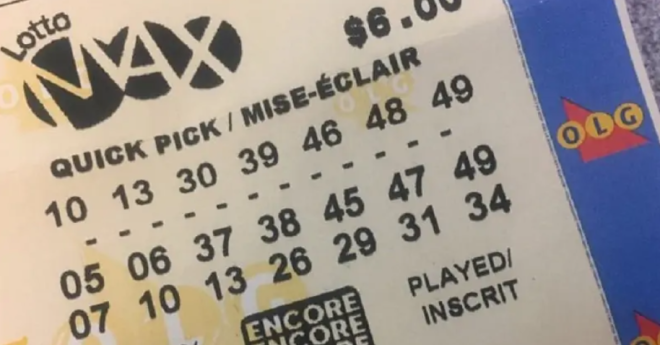 Lotto
MAX
$6.00
QUICK PICK / MISE-ÉCLAIR
10 13 30 39 46 48 49
- - - - - - - - - - - -
05 06 37 38 45 47 49
07 10 13 26 29 31 34
ENCORE
ENCORE
PLAYED/
INSCRIT
OLG